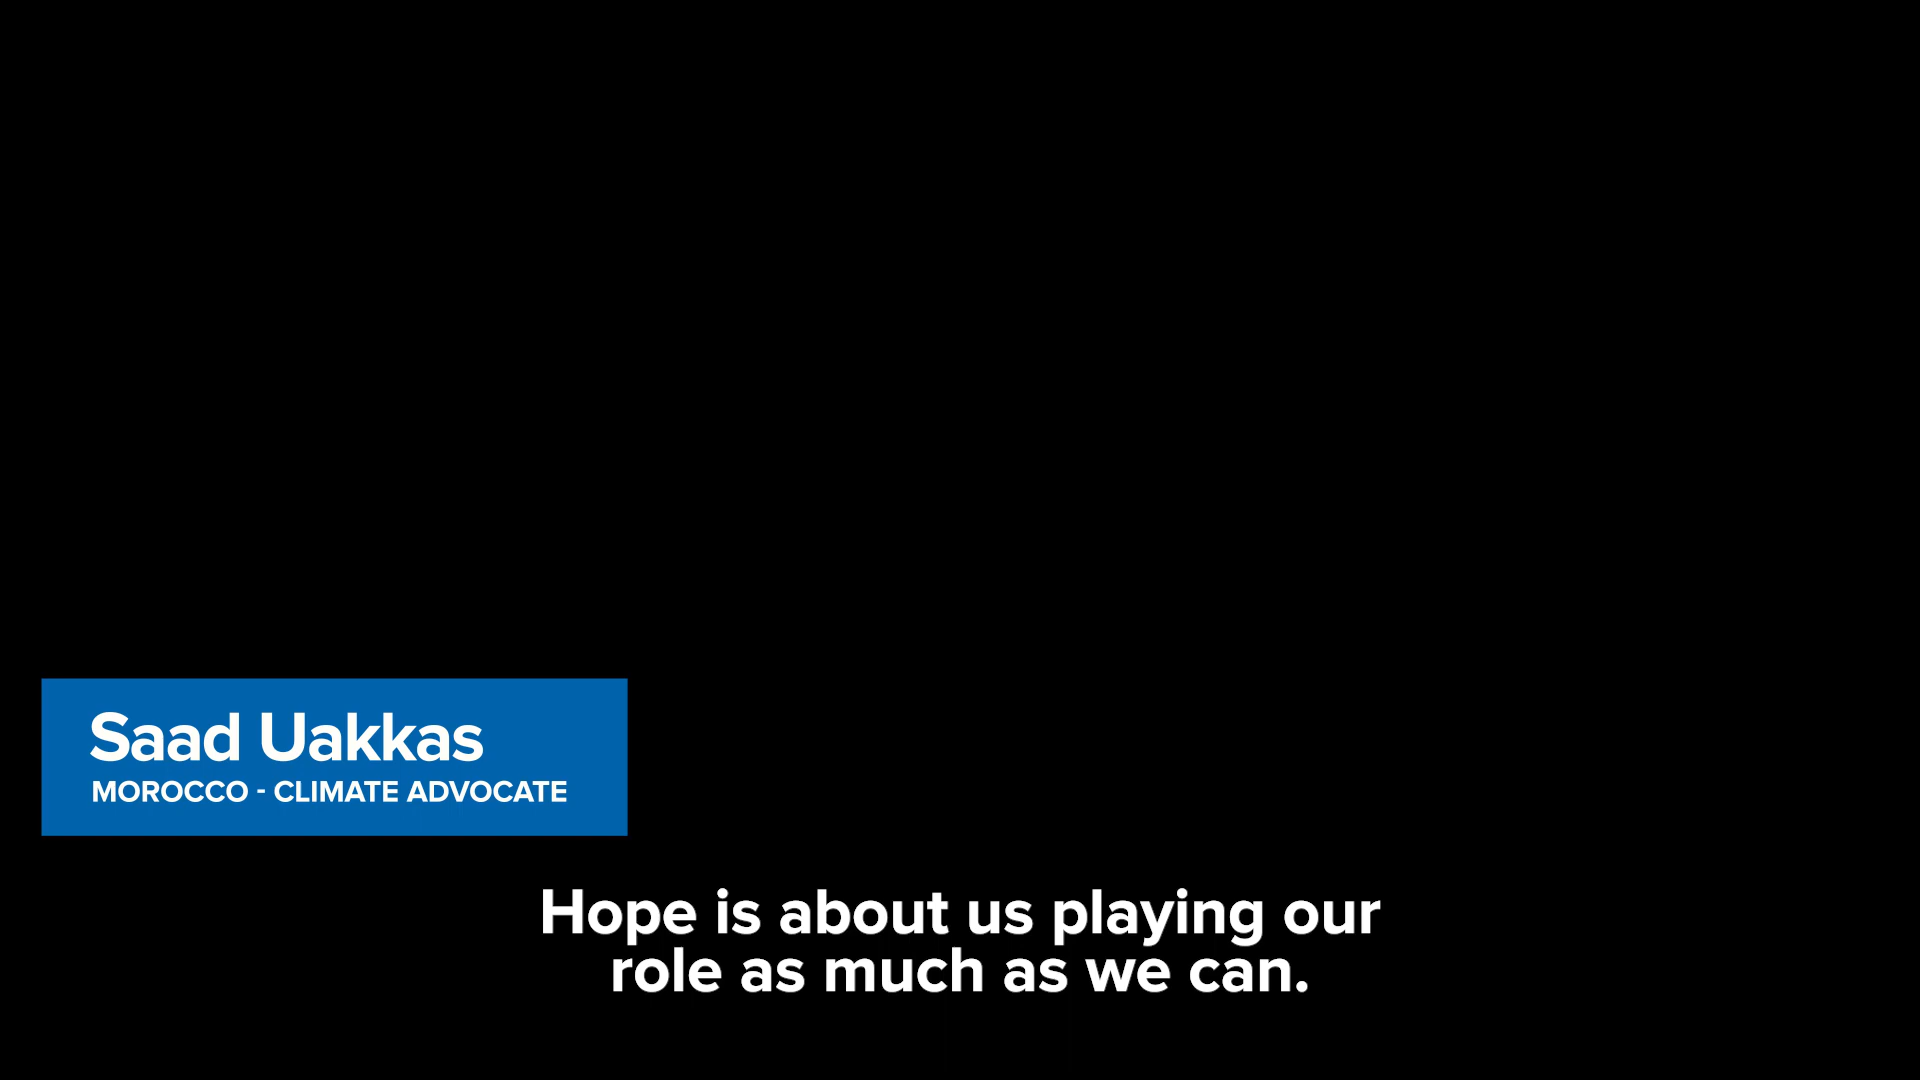 Saad Uakkas
MOROCCO - CLIMATE ADVOCATE
Hope is about us playing our
role as much as we can.